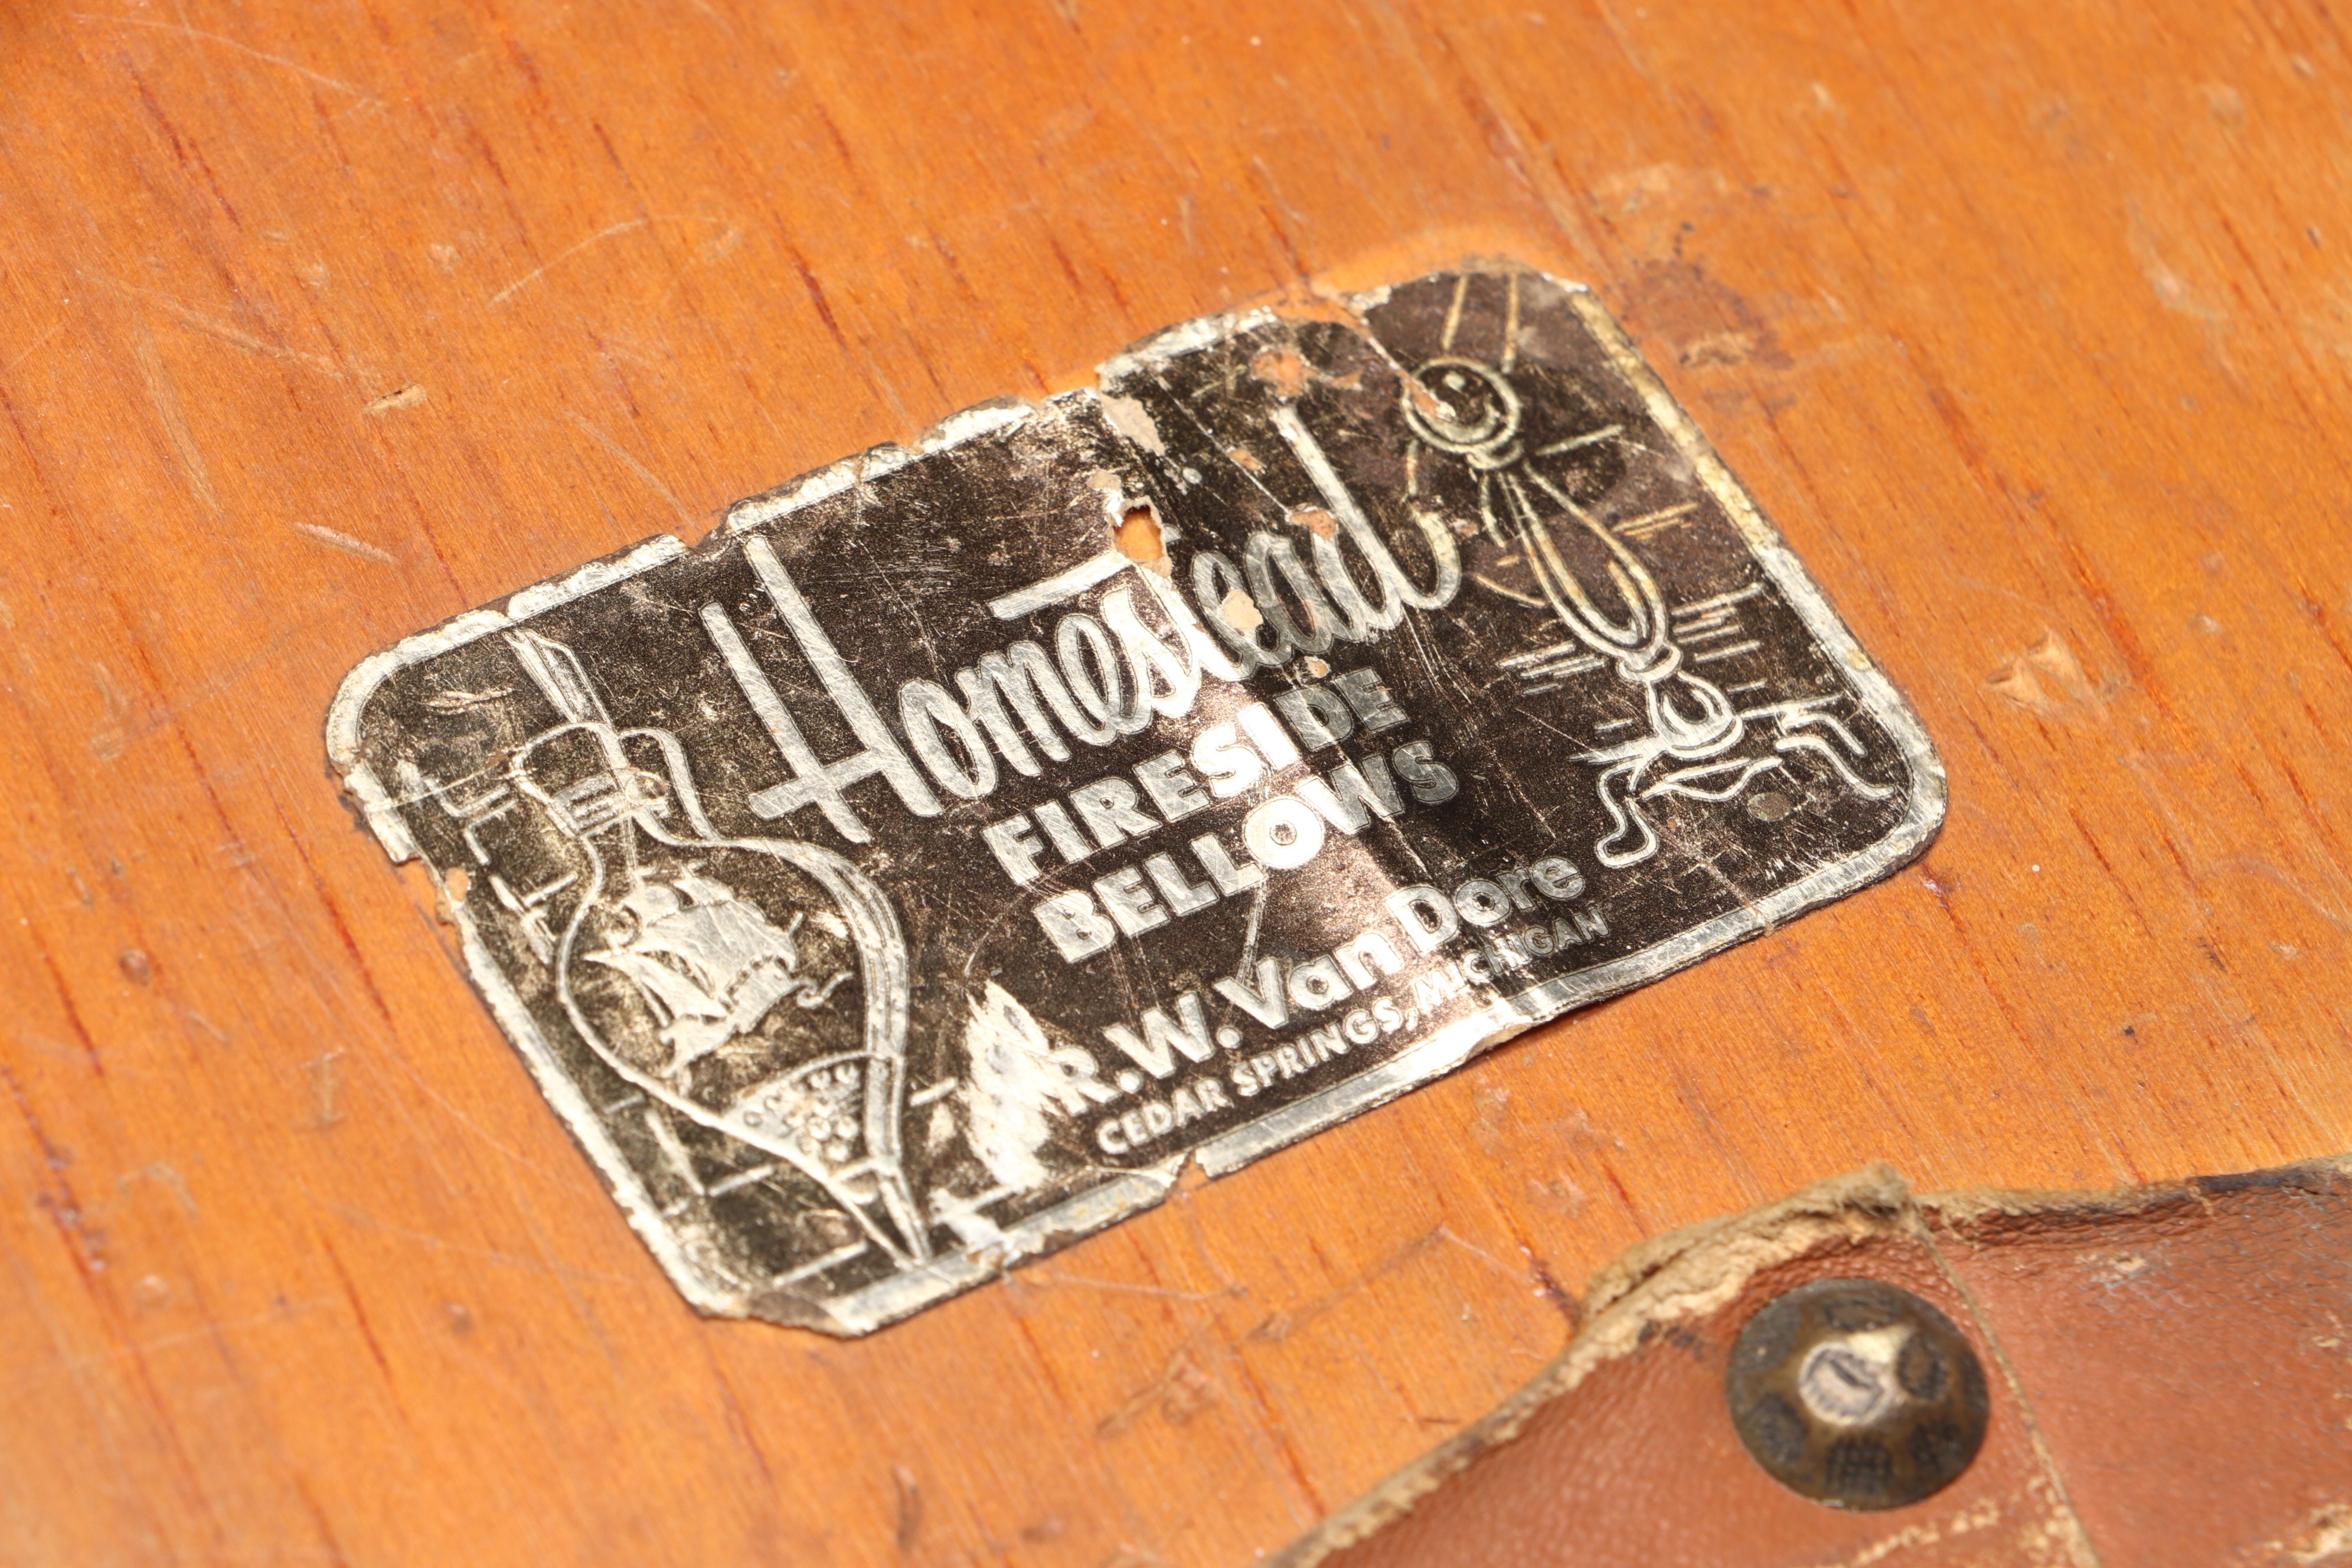 Homestead
FIRESIDE
BELLOWS
R.W. Van Dore
CEDAR SPRINGS, MICHIGAN